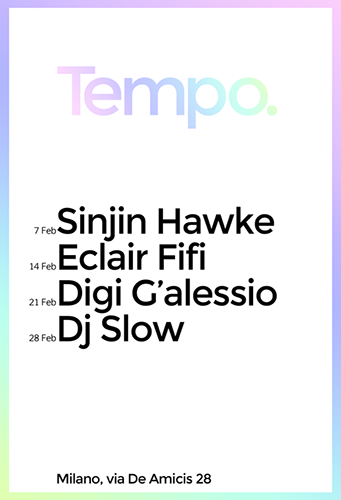 Tempo.
7 Feb Sinjin Hawke
14 Feb Eclair Fifi
21 Feb Digi G'alessio
28 Feb Dj Slow
Milano, via De Amicis 28